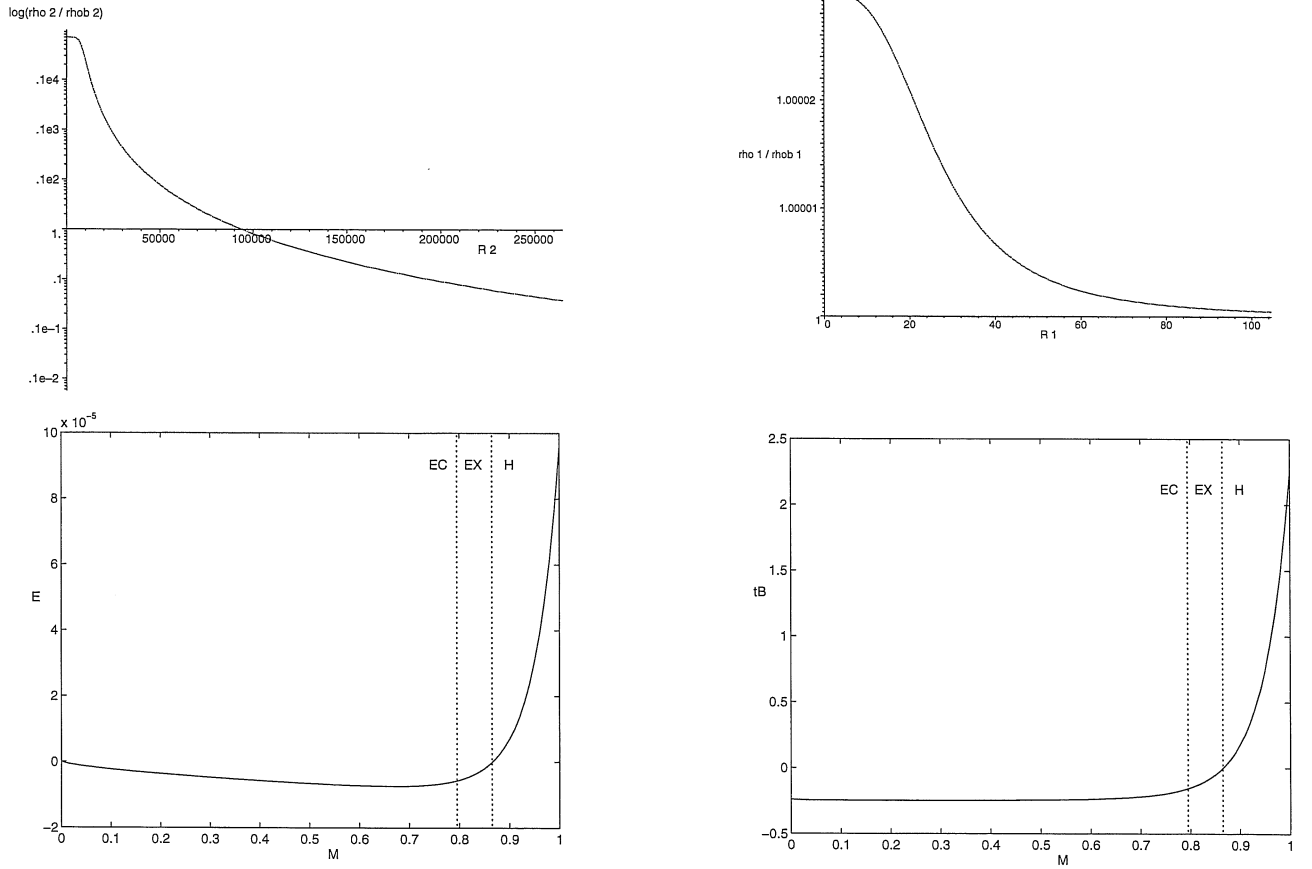 log(rho 2 / rhob 2)
.1e4
.1e3
.1e2
1.
50000 100000 150000 200000 250000
R 2
.1
.1e–1
.1e–2
1.00002
rho 1 / rhob 1
1.00001
1
0 20 40 60 80 100
R 1
x 10⁻⁵
10
8
6
4
2
0
−2
E
EC EX H
0 0.1 0.2 0.3 0.4 0.5 0.6 0.7 0.8 0.9 1
M
2.5
2
1.5
1
0.5
0
−0.5
tB
EC EX H
0 0.1 0.2 0.3 0.4 0.5 0.6 0.7 0.8 0.9 1
M